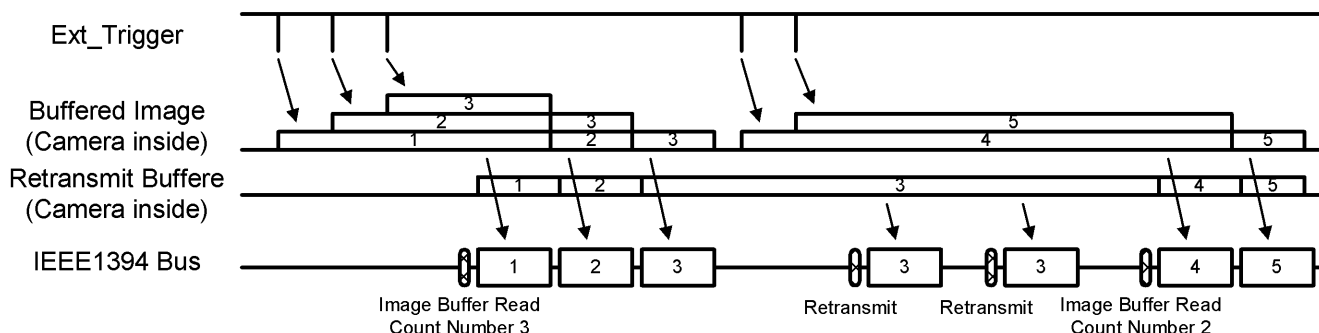 Ext_Trigger
3
Buffered Image
2 3 5
(Camera inside)
1 2 3 4 5
Retransmit Buffere
1 2 3 4 5
(Camera inside)
IEEE1394 Bus
1 2 3 3 3 4 5
Image Buffer Read Retransmit Retransmit Image Buffer Read
Count Number 3 Count Number 2